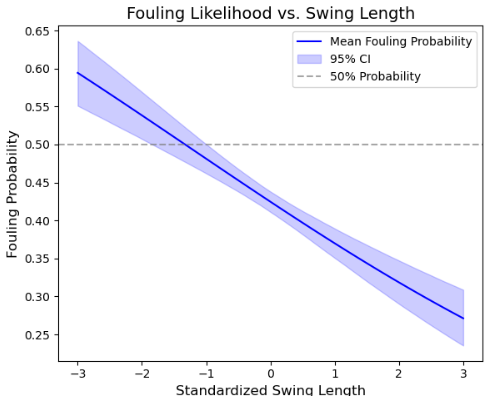 Fouling Likelihood vs. Swing Length
Mean Fouling Probability
95% CI
50% Probability
Fouling Probability
0.65
0.60
0.55
0.50
0.45
0.40
0.35
0.30
0.25
−3 −2 −1 0 1 2 3
Standardized Swing Length